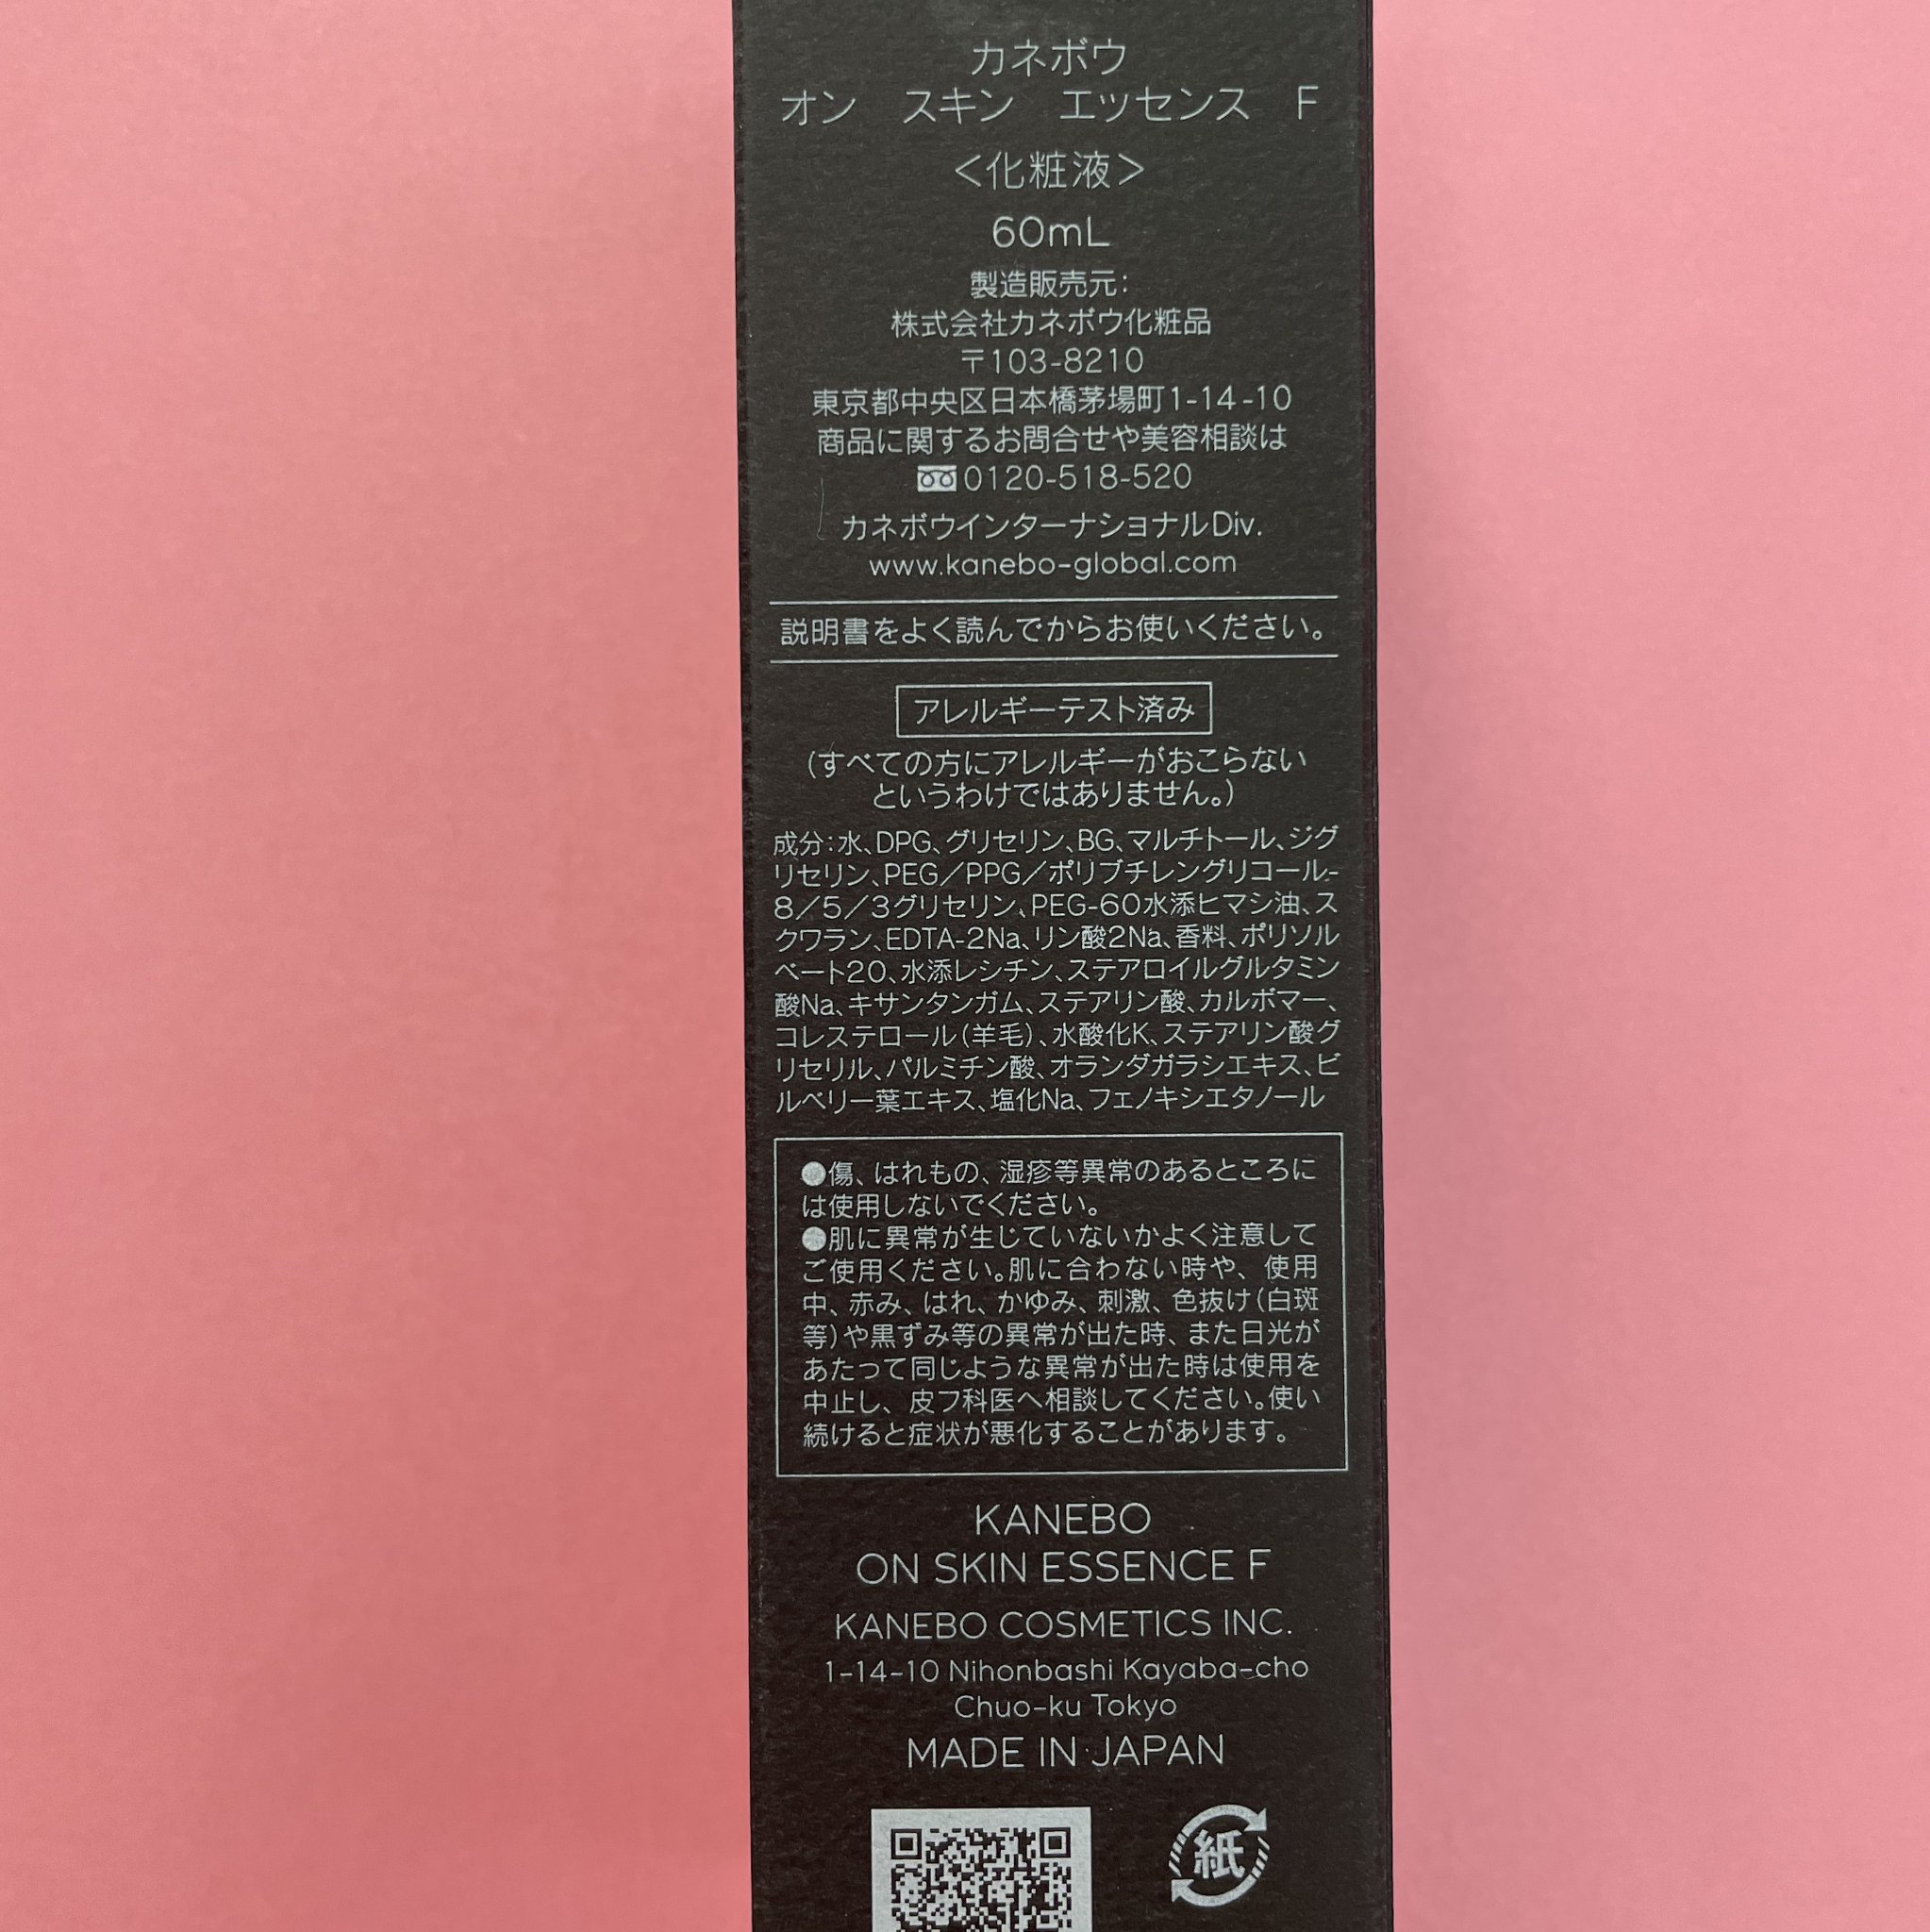 カネボウ
オン　スキン　エッセンス　F
＜化粧液＞
60mL
製造販売元：
株式会社カネボウ化粧品
〒103-8210
東京都中央区日本橋茅場町1-14-10
商品に関するお問合せや美容相談は
0120-518-520
カネボウインターナショナルDiv.
www.kanebo-global.com
説明書をよく読んでからお使いください。
アレルギーテスト済み
（すべての方にアレルギーがおこらない
というわけではありません。）
成分：水、DPG、グリセリン、BG、マルチトール、ジグ
リセリン、PEG／PPG／ポリブチレングリコール-
8／5／3グリセリン、PEG-60水添ヒマシ油、ス
クワラン、EDTA-2Na、リン酸2Na、香料、ポリソル
ベート20、水添レシチン、ステアロイルグルタミン
酸Na、キサンタンガム、ステアリン酸、カルボマー、
コレステロール（羊毛）、水酸化K、ステアリン酸グ
リセリル、パルミチン酸、オランダガラシエキス、ビ
ルベリー葉エキス、塩化Na、フェノキシエタノール
●傷、はれもの、湿疹等異常のあるところに
は使用しないでください。
●肌に異常が生じていないかよく注意して
ご使用ください。肌に合わない時や、使用
中、赤み、はれ、かゆみ、刺激、色抜け（白斑
等）や黒ずみ等の異常が出た時、また日光が
あたって同じような異常が出た時は使用を
中止し、皮フ科医へ相談してください。使い
続けると症状が悪化することがあります。
KANEBO
ON SKIN ESSENCE F
KANEBO COSMETICS INC.
1-14-10 Nihonbashi Kayaba-cho
Chuo-ku Tokyo
MADE IN JAPAN
紙